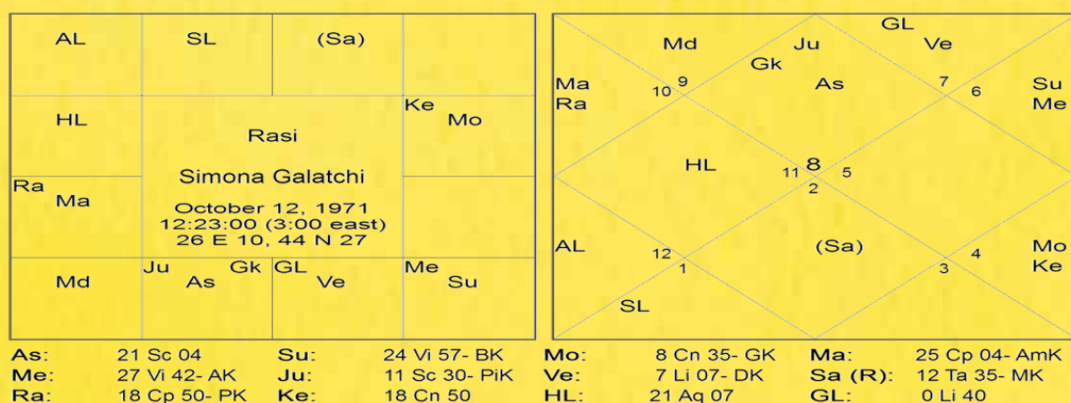 AL SL (Sa)
HL Ke Mo
Rasi
Simona Galatchi
October 12, 1971
12:23:00 (3:00 east)
26 E 10, 44 N 27
Ra Ma
Md Ju Gk As GL Ve Me Su
GL
Md Ju Ve
Gk
Ma As Su
Ra Me
9 7
10 6
HL 8
11 5
2
AL (Sa) Mo
12 4 Ke
1 3
SL
As: 21 Sc 04 Su: 24 Vi 57- BK Mo: 8 Cn 35- GK Ma: 25 Cp 04- AmK
Me: 27 Vi 42- AK Ju: 11 Sc 30- PiK Ve: 7 Li 07- DK Sa (R): 12 Ta 35- MK
Ra: 18 Cp 50- PK Ke: 18 Cn 50 HL: 21 Aq 07 GL: 0 Li 40